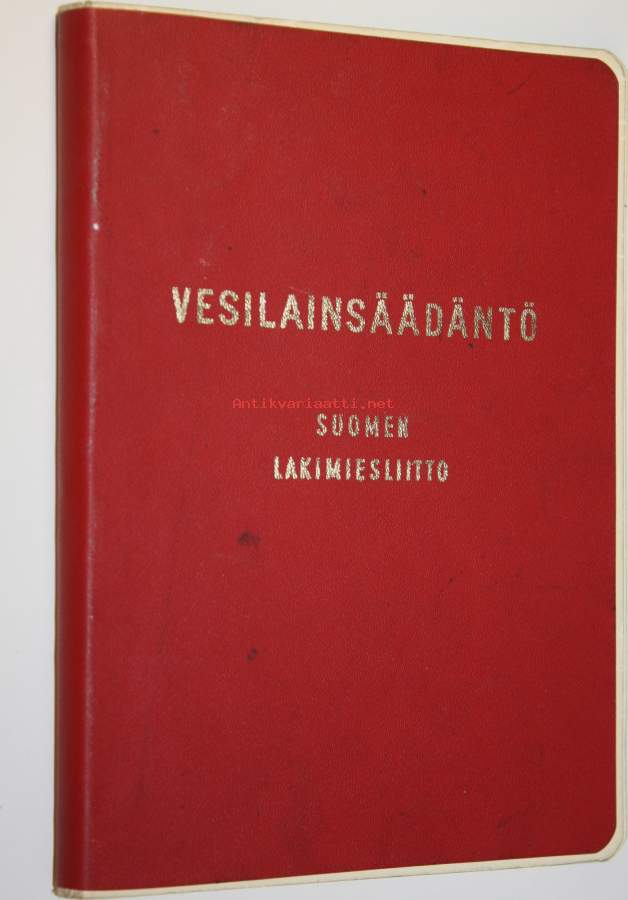 VESILAINSÄÄDÄNTÖ
Antikvariaatti.net
SUOMEN
LAKIMIESLIITTO